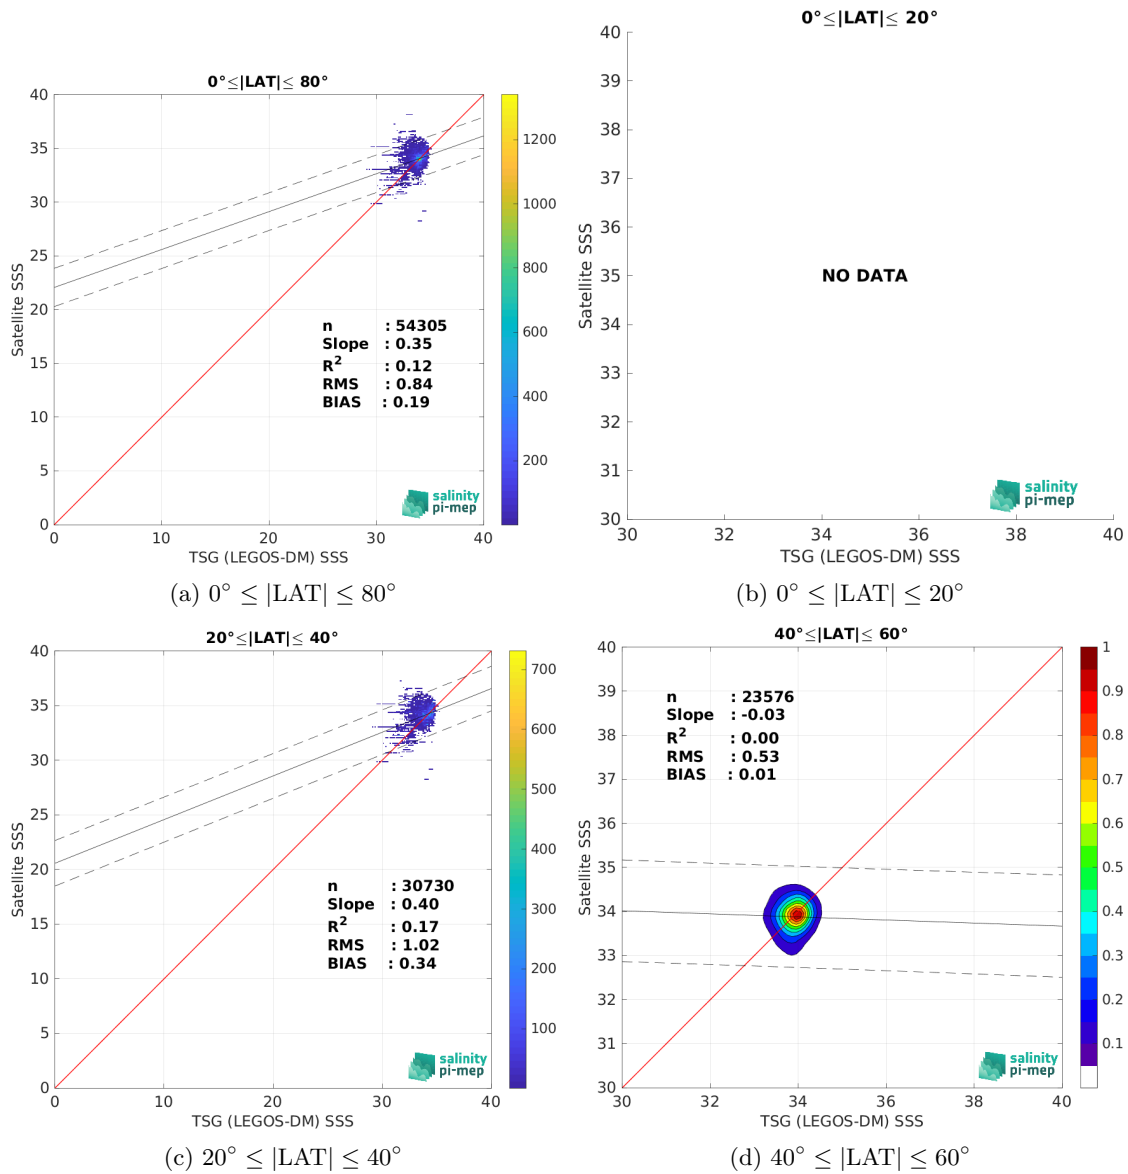 0°≤|LAT|≤ 80°
40
35
30
25
20
15
10
5
0
Satellite SSS
n : 54305
Slope : 0.35
R² : 0.12
RMS : 0.84
BIAS : 0.19
salinity
pi-mep
0 10 20 30 40
TSG (LEGOS-DM) SSS
1200
1000
800
600
400
200
(a) 0° ≤ |LAT| ≤ 80°
0°≤|LAT|≤ 20°
40
39
38
37
36
35
34
33
32
31
30
Satellite SSS
NO DATA
salinity
pi-mep
30 32 34 36 38 40
TSG (LEGOS-DM) SSS
(b) 0° ≤ |LAT| ≤ 20°
20°≤|LAT|≤ 40°
40
35
30
25
20
15
10
5
0
Satellite SSS
n : 30730
Slope : 0.40
R² : 0.17
RMS : 1.02
BIAS : 0.34
salinity
pi-mep
0 10 20 30 40
TSG (LEGOS-DM) SSS
700
600
500
400
300
200
100
(c) 20° ≤ |LAT| ≤ 40°
40°≤|LAT|≤ 60°
40
39
38
37
36
35
34
33
32
31
30
Satellite SSS
n : 23576
Slope : -0.03
R² : 0.00
RMS : 0.53
BIAS : 0.01
salinity
pi-mep
30 32 34 36 38 40
TSG (LEGOS-DM) SSS
1
0.9
0.8
0.7
0.6
0.5
0.4
0.3
0.2
0.1
(d) 40° ≤ |LAT| ≤ 60°